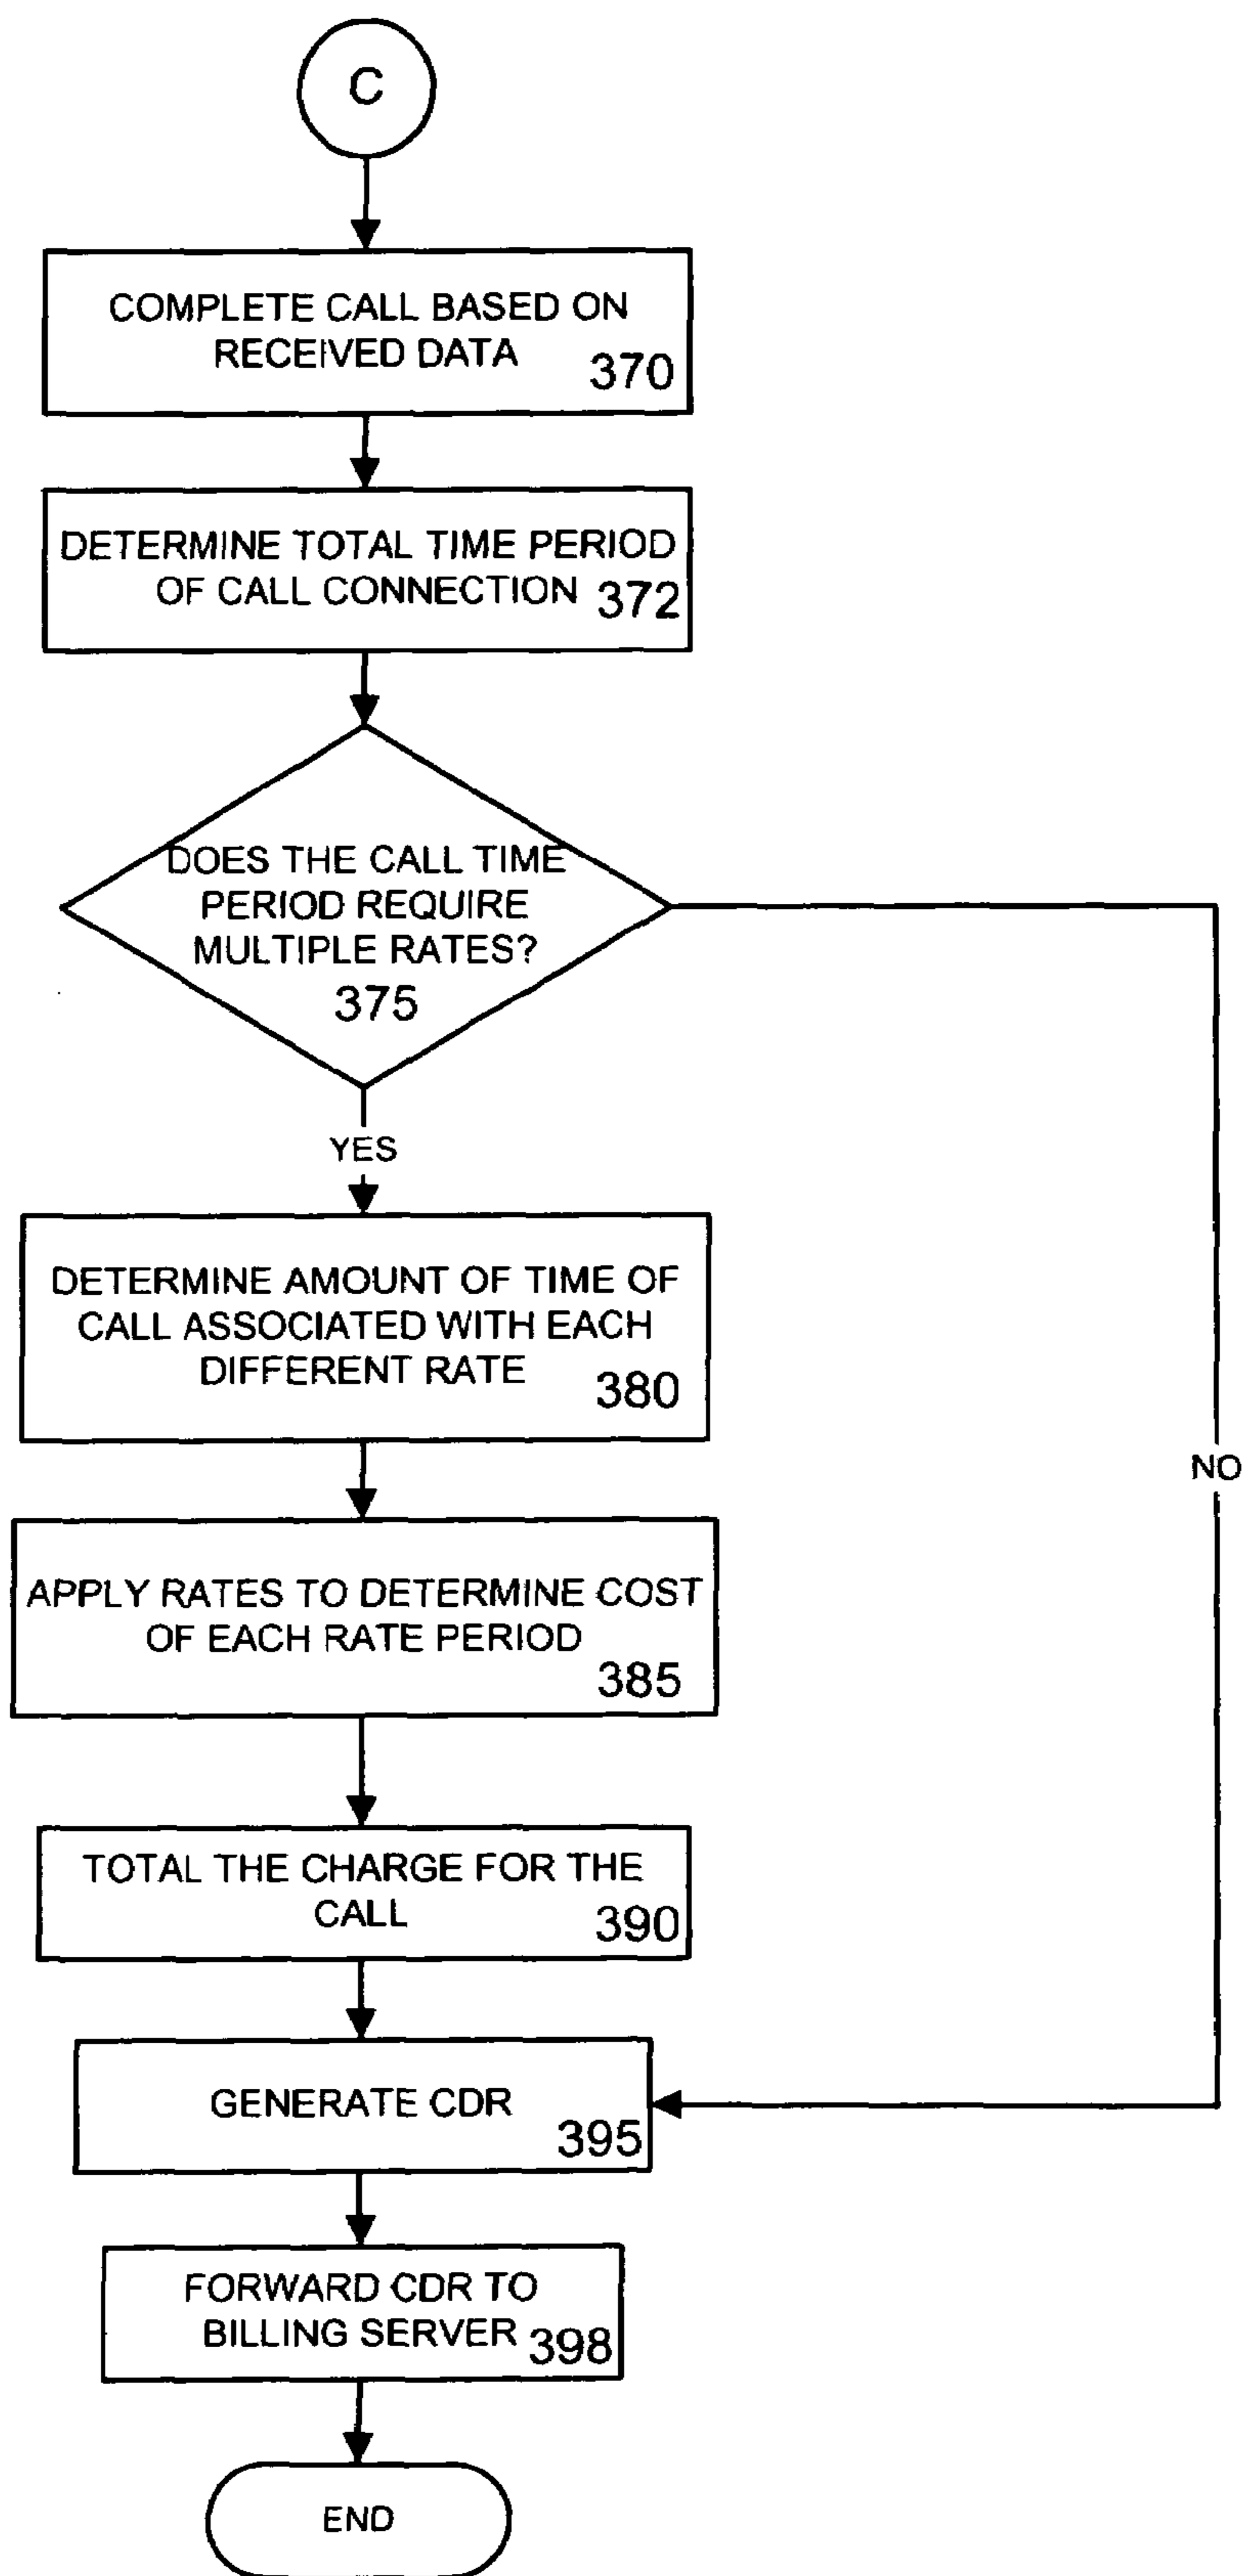 C
COMPLETE CALL BASED ON
RECEIVED DATA
370
DETERMINE TOTAL TIME PERIOD
OF CALL CONNECTION
372
DOES THE CALL TIME
PERIOD REQUIRE
MULTIPLE RATES?
375
YES
DETERMINE AMOUNT OF TIME OF
CALL ASSOCIATED WITH EACH
DIFFERENT RATE
380
NO
APPLY RATES TO DETERMINE COST
OF EACH RATE PERIOD
385
TOTAL THE CHARGE FOR THE
CALL
390
GENERATE CDR
395
FORWARD CDR TO
BILLING SERVER
398
END